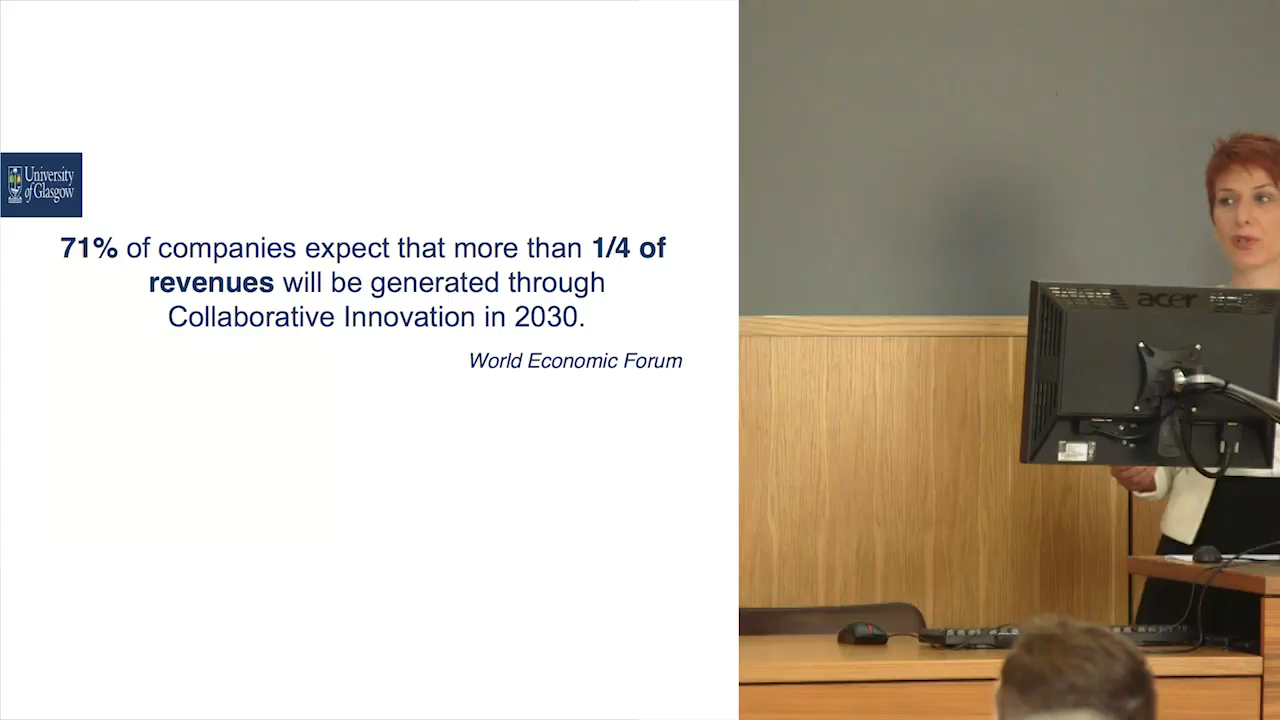 University
of Glasgow
71% of companies expect that more than 1/4 of
revenues will be generated through
Collaborative Innovation in 2030.
World Economic Forum
acer